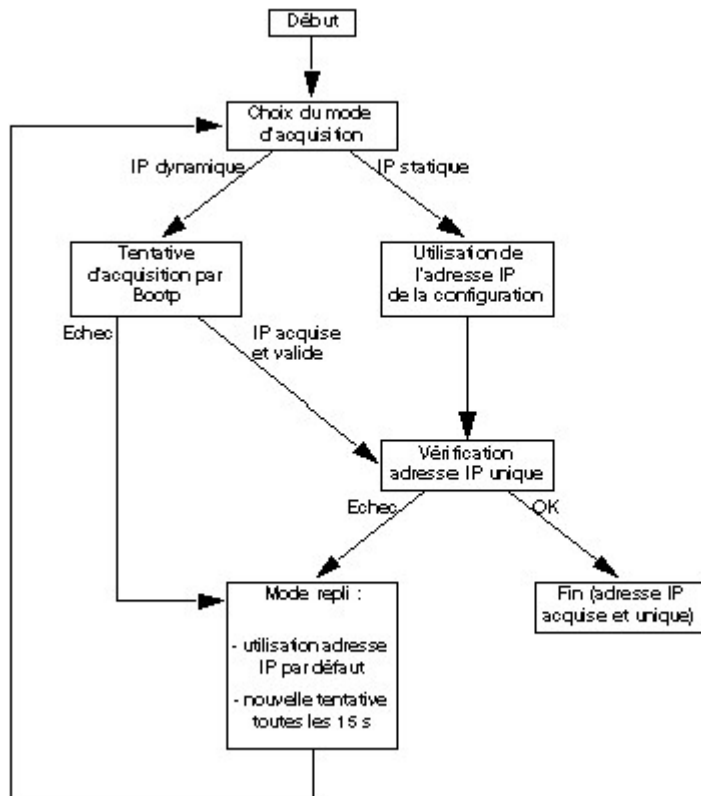 Début
Choix du mode
d'acquisition
IP dynamique
IP statique
Tentative
d'acquisition par
Bootp
Utilisation de
l'adresse IP
de la configuration
Echec
IP acquise
et valide
Vérification
adresse IP unique
Echec
OK
Mode repli :
- utilisation adresse
IP par défaut
- nouvelle tentative
toutes les 15 s
Fin (adresse IP
acquise et unique)